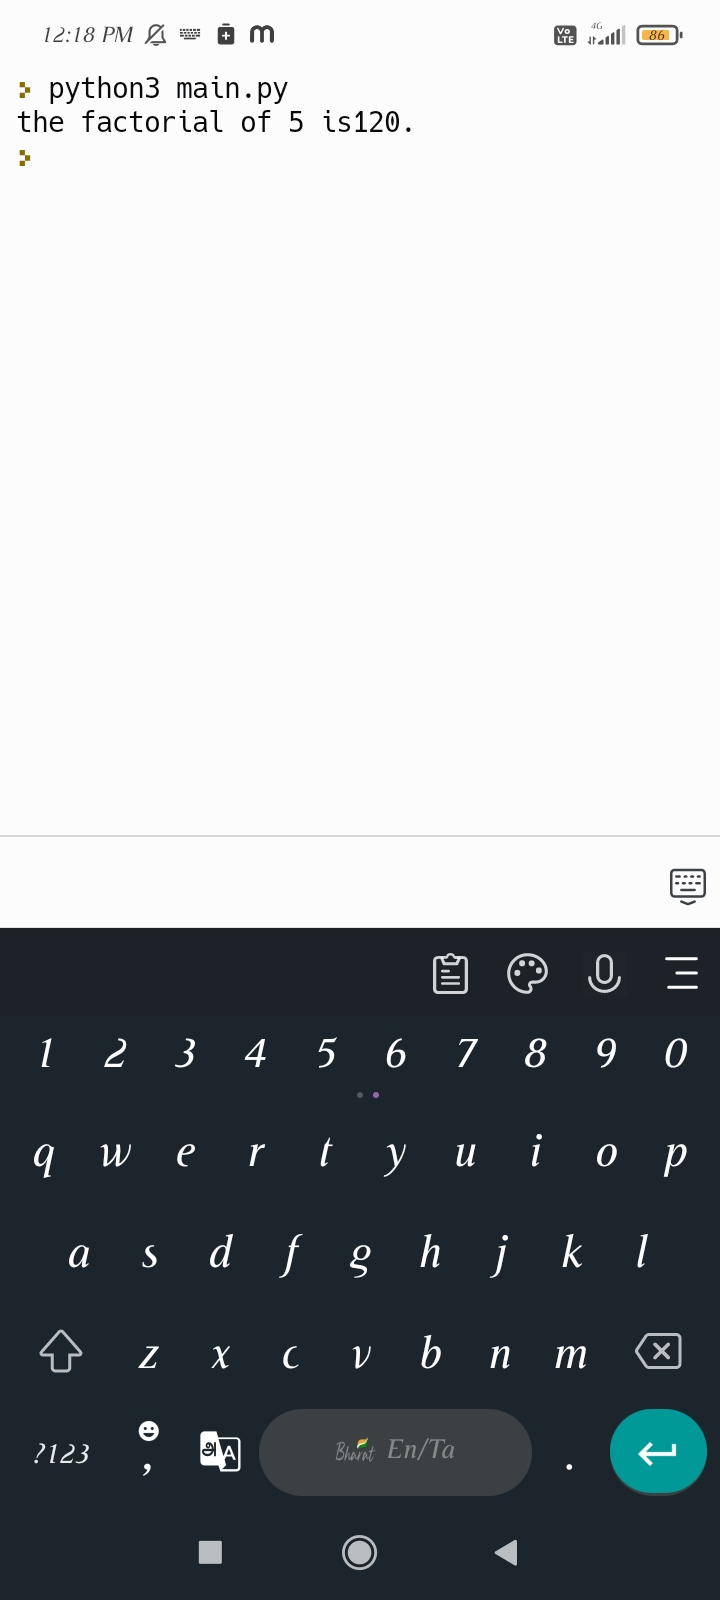 12:18 PM
Vo LTE 4G 86
python3 main.py
the factorial of 5 is120.
1 2 3 4 5 6 7 8 9 0
q w e r t y u i o p
a s d f g h j k l
z x c v b n m
?123 , அ A Bharat En/Ta .